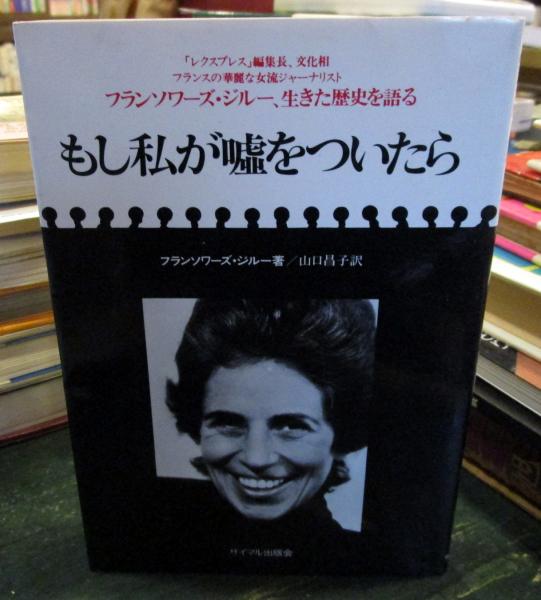 「レクスプレス」編集長、文化相
フランスの華麗な女流ジャーナリスト
フランソワーズ・ジルー、生きた歴史を語る
もし私が嘘をついたら
フランソワーズ・ジルー著／山口昌子訳
サイマル出版会